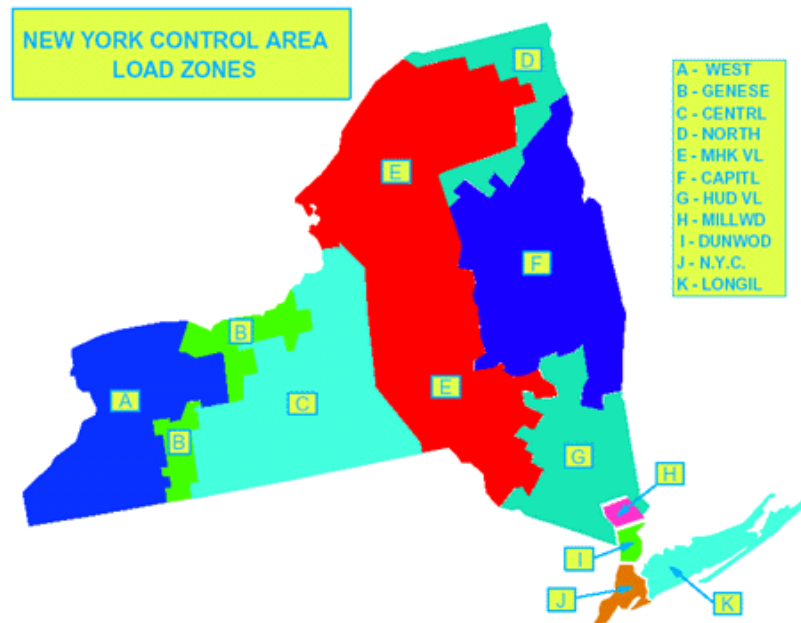 NEW YORK CONTROL AREA
LOAD ZONES
D
A - WEST
B - GENESE
C - CENTRL
D - NORTH
E - MHK VL
F - CAPITL
G - HUD VL
H - MILLWD
I - DUNWOD
J - N.Y.C.
K - LONGIL
E
F
B
A
E
C
B
G
H
I
J
K